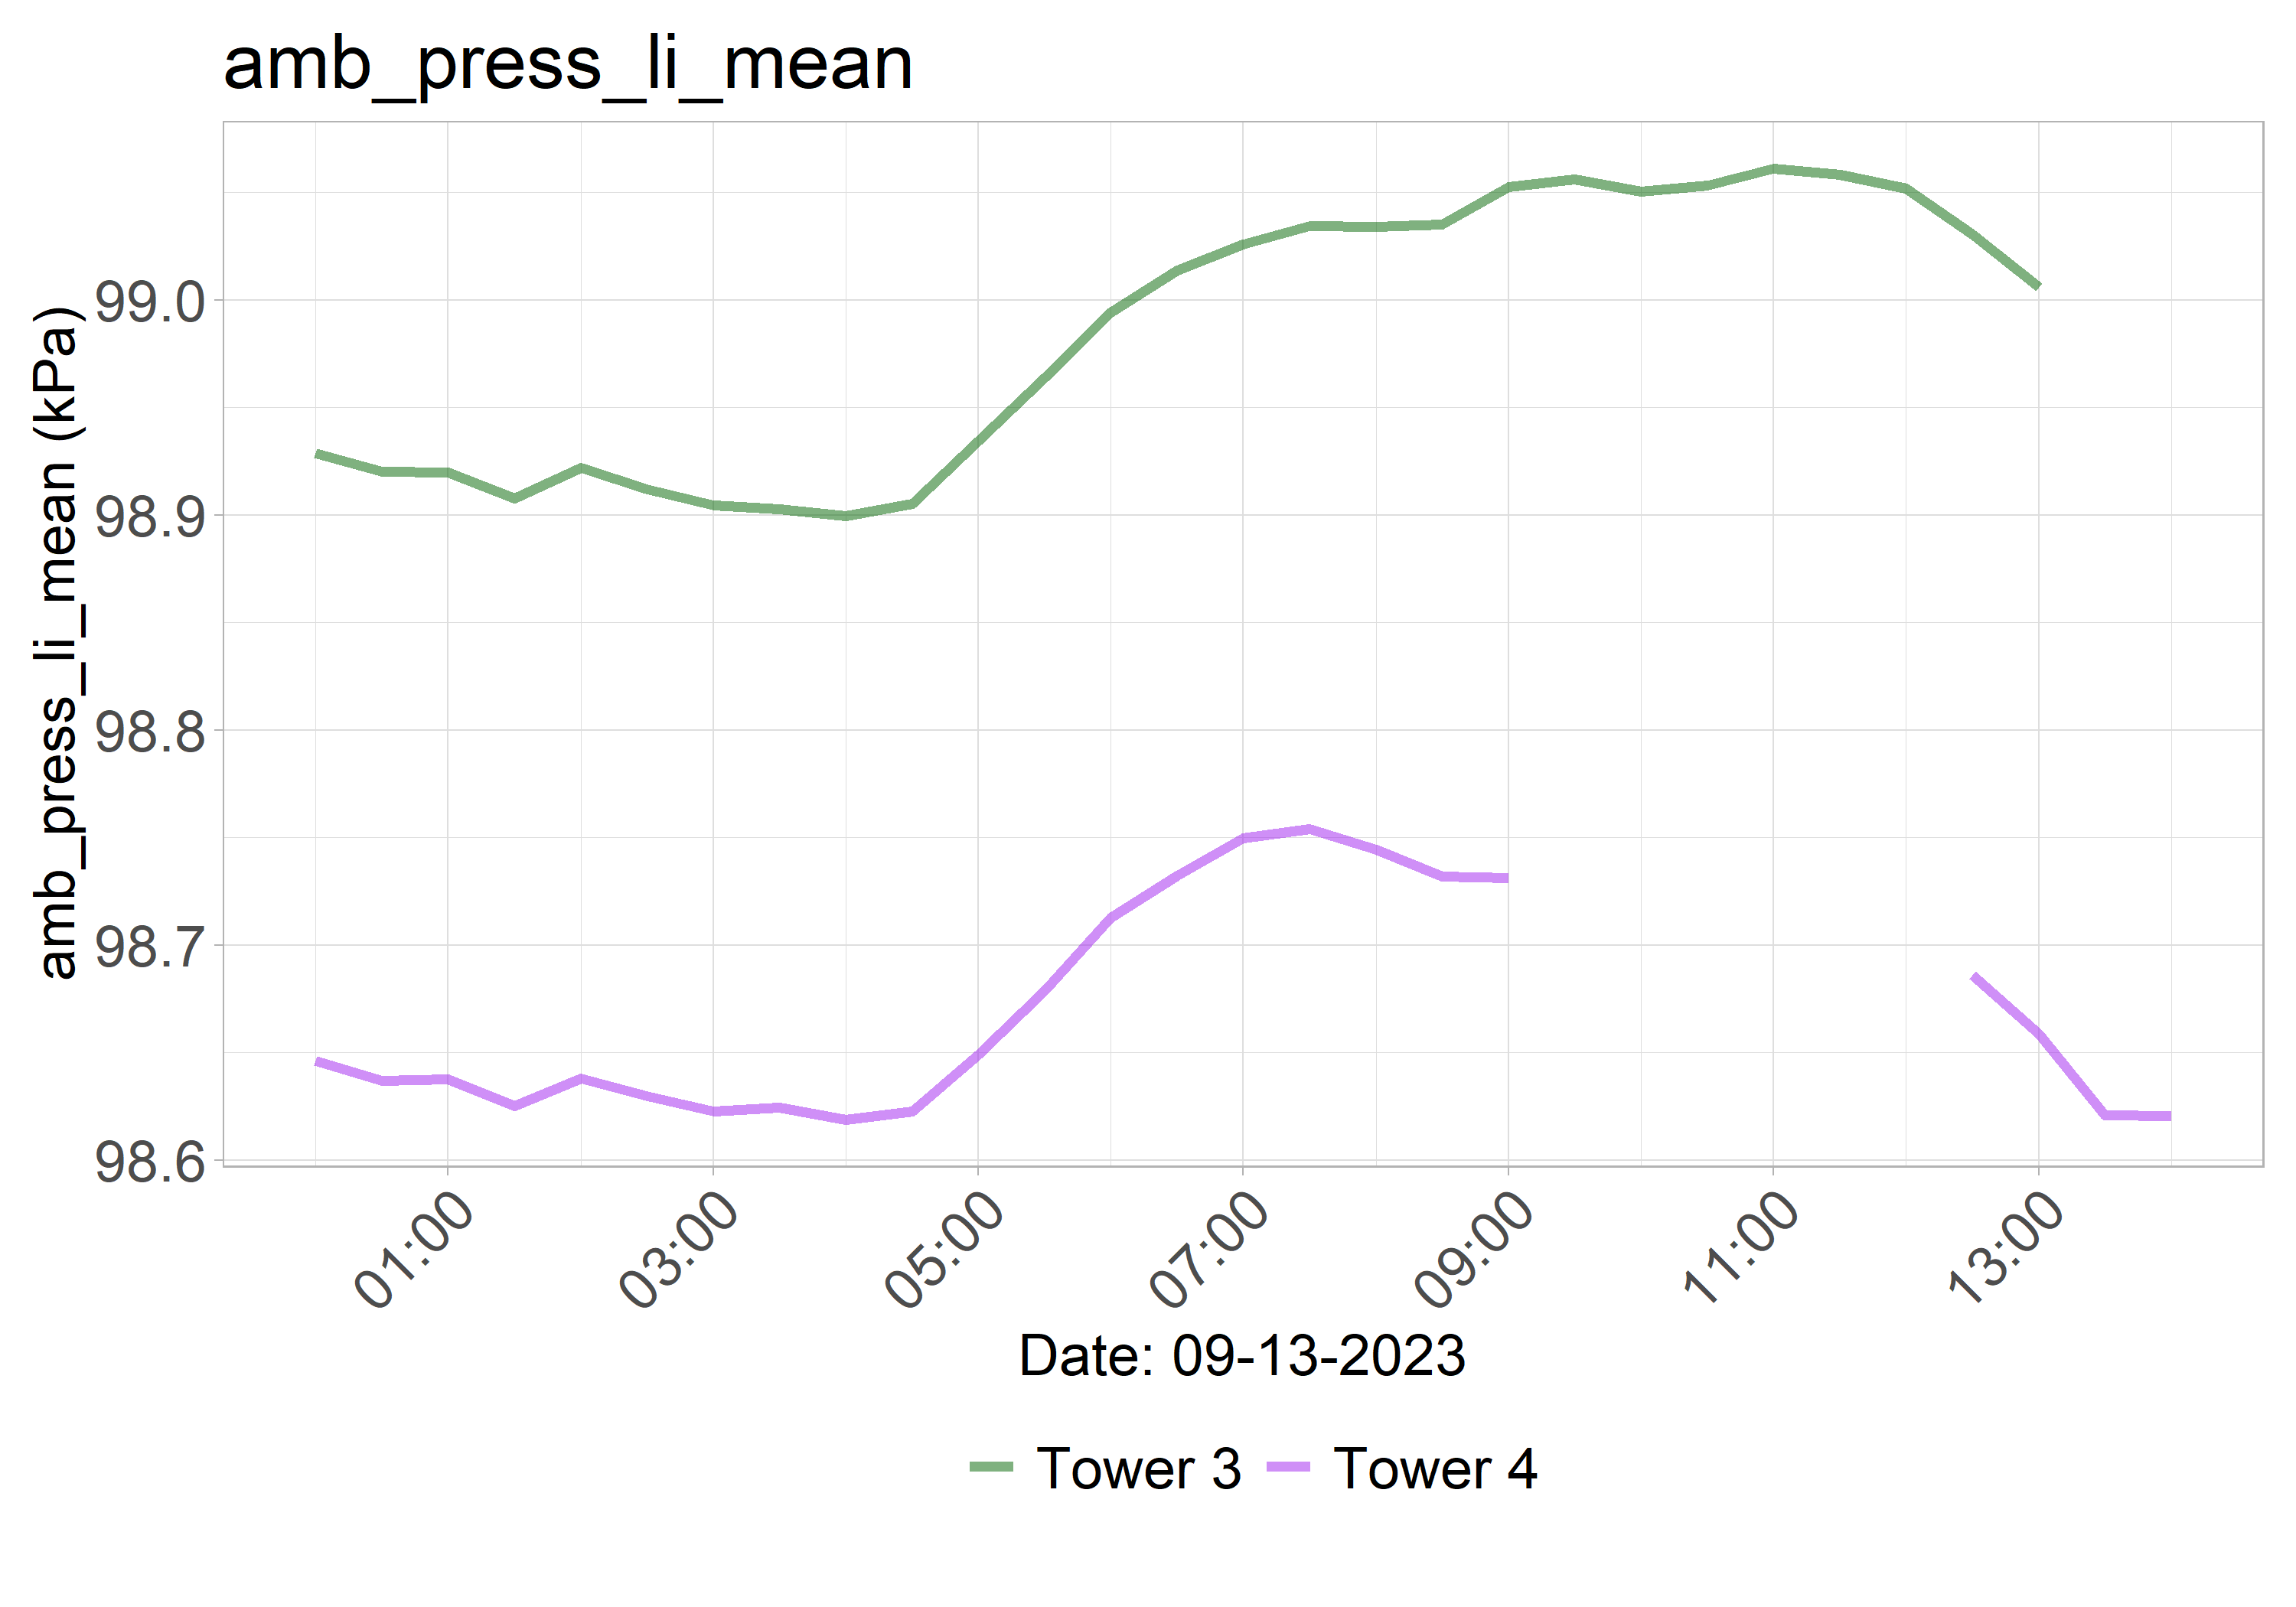 amb_press_li_mean
amb_press_li_mean (kPa)
99.0
98.9
98.8
98.7
98.6
01:00 03:00 05:00 07:00 09:00 11:00 13:00
Date: 09-13-2023
Tower 3 Tower 4